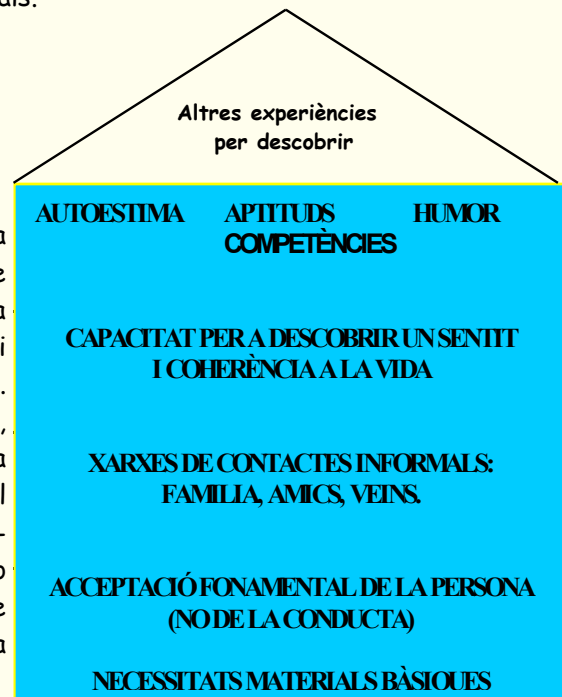 Altres experiències
per descobrir
AUTOESTIMA APTITUDS HUMOR
COMPETÈNCIES
CAPACITAT PER A DESCOBRIR UN SENTIT
I COHERÈNCIA A LA VIDA
XARXES DE CONTACTES INFORMALS:
FAMILIA, AMICS, VEINS.
ACCEPTACIÓ FONAMENTAL DE LA PERSONA
(NO DE LA CONDUCTA)
NECESSITATS MATERIALS BÀSIQUES